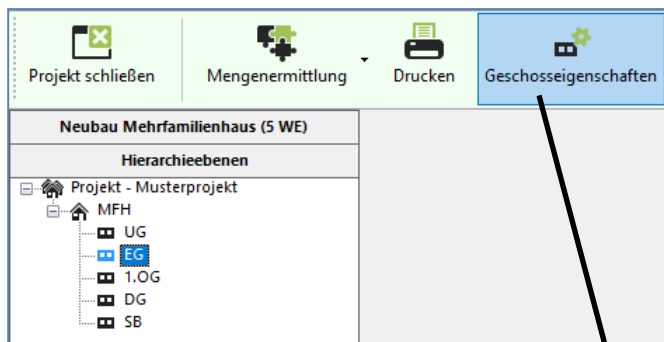 Projekt schließen
Mengenermittlung
Drucken
Geschosseigenschaften
Neubau Mehrfamilienhaus (5 WE)
Hierarchieebenen
Projekt - Musterprojekt
MFH
UG
EG
1.OG
DG
SB